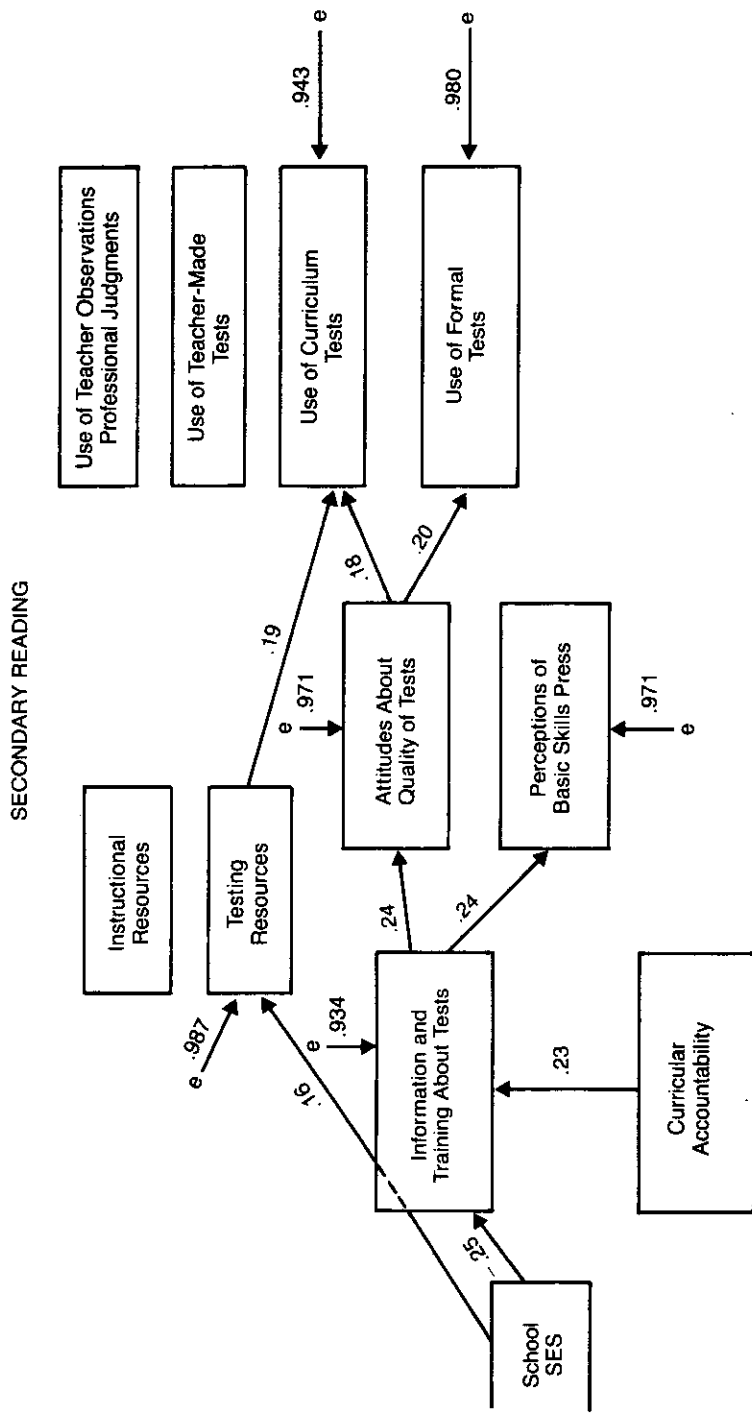 SECONDARY READING
Instructional
Resources
Use of Teacher Observations
Professional Judgments
Testing
Resources
Use of Teacher-Made
Tests
e .987
.19
Use of Curriculum
Tests
.943
e
.16
e .971
Attitudes About
Quality of Tests
.18
.20
Use of Formal
Tests
.980
e
e .934
Information and
Training About Tests
.24
.24
Perceptions of
Basic Skills Press
.971
e
School
SES
– .25
.23
Curricular
Accountability